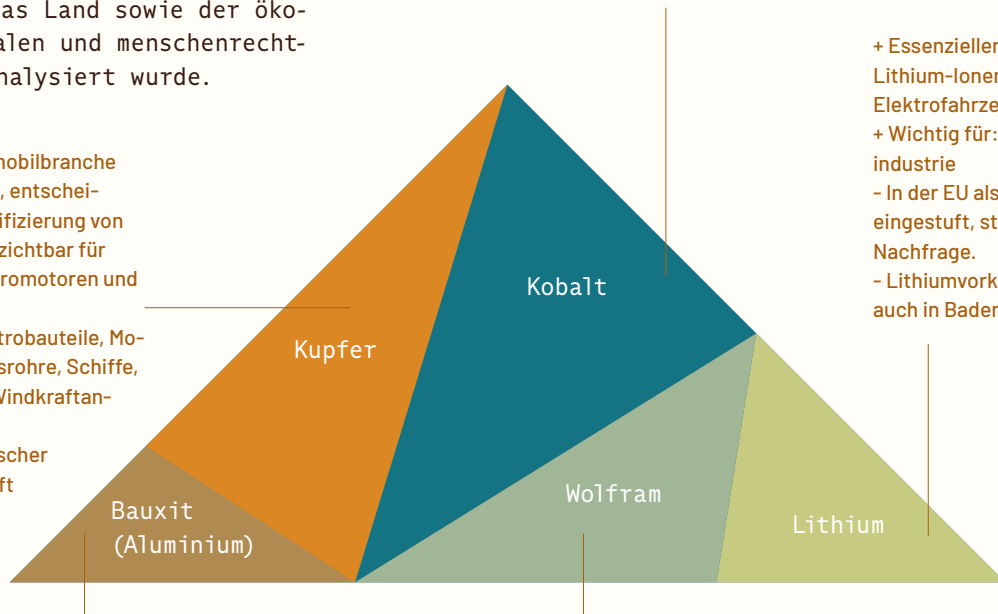 as Land sowie der öko-
alen und menschenrecht-
nalysiert wurde.
mobilbranche
, entschei-
ifizierung von
zichtbar für
romotoren und
trobauteile, Mo-
srohre, Schiffe,
Windkraftan-
scher
ft
+ Essenzieller
Lithium-Ionen
Elektrofahrze
+ Wichtig für:
industrie
- In der EU als
eingestuft, st
Nachfrage.
- Lithiumvork
auch in Baden
Kobalt
Kupfer
Wolfram
Bauxit
(Aluminium)
Lithium